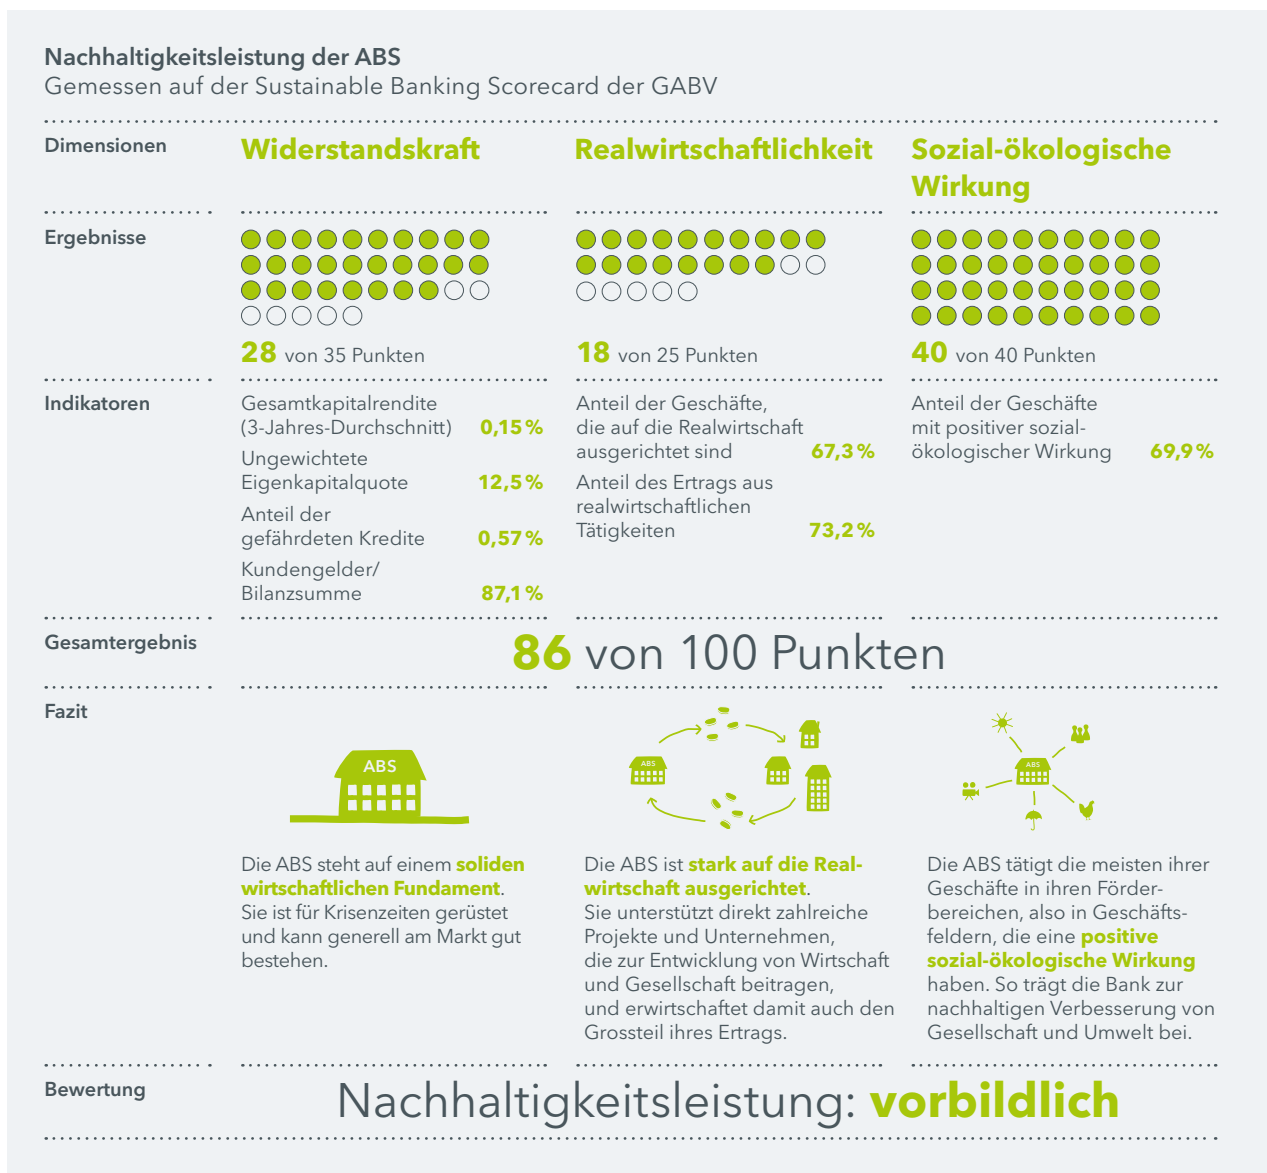 Nachhaltigkeitsleistung der ABS
Gemessen auf der Sustainable Banking Scorecard der GABV
Dimensionen
Widerstandskraft
Realwirtschaftlichkeit
Sozial-ökologische
Wirkung
Ergebnisse
28 von 35 Punkten
18 von 25 Punkten
40 von 40 Punkten
Indikatoren
Gesamtkapitalrendite
(3-Jahres-Durchschnitt) 0,15 %
Ungewichtete
Eigenkapitalquote 12,5 %
Anteil der
gefährdeten Kredite 0,57 %
Kundengelder/
Bilanzsumme 87,1 %
Anteil der Geschäfte,
die auf die Realwirtschaft
ausgerichtet sind 67,3 %
Anteil des Ertrags aus
realwirtschaftlichen
Tätigkeiten 73,2 %
Anteil der Geschäfte
mit positiver sozial-
ökologischer Wirkung 69,9 %
Gesamtergebnis
86 von 100 Punkten
Fazit
ABS
Die ABS steht auf einem soliden
wirtschaftlichen Fundament.
Sie ist für Krisenzeiten gerüstet
und kann generell am Markt gut
bestehen.
ABS
Die ABS ist stark auf die Real-
wirtschaft ausgerichtet.
Sie unterstützt direkt zahlreiche
Projekte und Unternehmen,
die zur Entwicklung von Wirtschaft
und Gesellschaft beitragen,
und erwirtschaftet damit auch den
Grossteil ihres Ertrags.
ABS
Die ABS tätigt die meisten ihrer
Geschäfte in ihren Förder-
bereichen, also in Geschäfts-
feldern, die eine positive
sozial-ökologische Wirkung
haben. So trägt die Bank zur
nachhaltigen Verbesserung von
Gesellschaft und Umwelt bei.
Bewertung
Nachhaltigkeitsleistung: vorbildlich